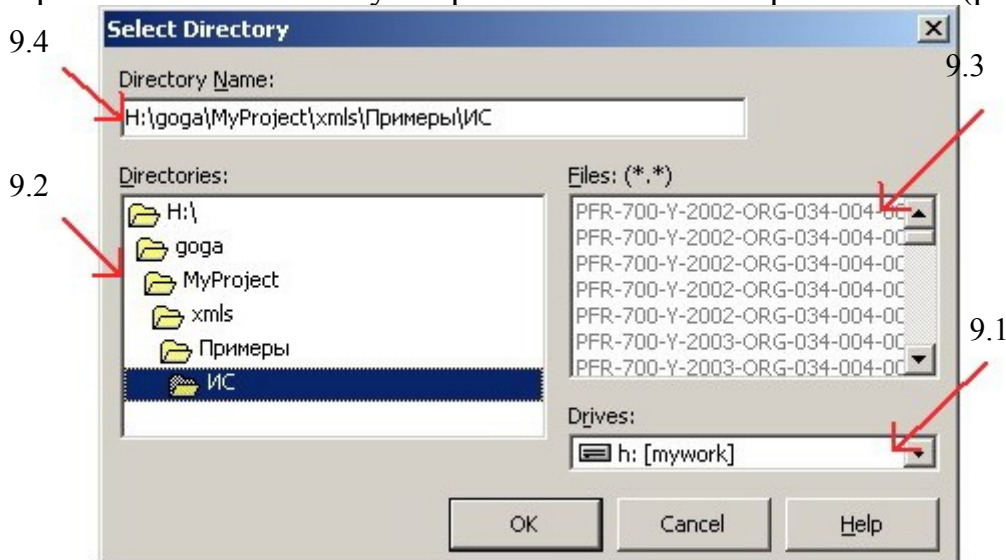 9.4
Select Directory
9.3
Directory Name:
H:\goga\MyProject\xmls\Примеры\ИС
9.2
Directories:
H:\
goga
MyProject
xmls
Примеры
ИС
Files: (*.*)
PFR-700-Y-2002-ORG-034-004-00
PFR-700-Y-2002-ORG-034-004-00
PFR-700-Y-2002-ORG-034-004-00
PFR-700-Y-2002-ORG-034-004-00
PFR-700-Y-2002-ORG-034-004-00
PFR-700-Y-2003-ORG-034-004-00
PFR-700-Y-2003-ORG-034-004-00
9.1
Drives:
h: [mywork]
OK
Cancel
Help